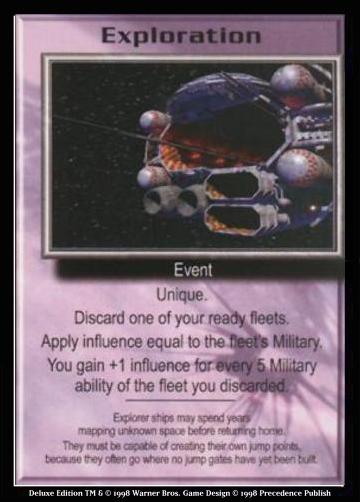 Exploration
Event
Unique.
Discard one of your ready fleets.
Apply influence equal to the fleet's Military.
You gain +1 influence for every 5 Military
ability of the fleet you discarded.
Explorer ships may spend years
mapping unknown space before returning home.
They must be capable of creating their own jump points,
because they often go where no jump gates have yet been built.
Deluxe Edition TM & © 1998 Warner Bros. Game Design © 1998 Precedence Publish